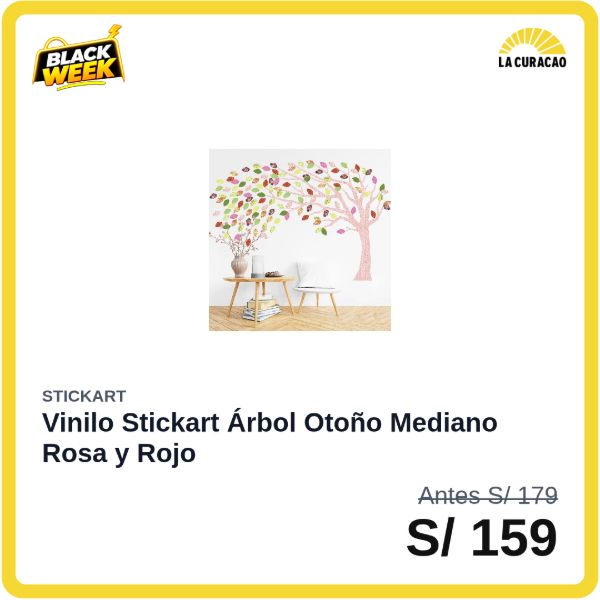 BLACK
WEEK
LA CURACAO
STICKART
Vinilo Stickart Árbol Otoño Mediano
Rosa y Rojo
Antes S/ 179
S/ 159